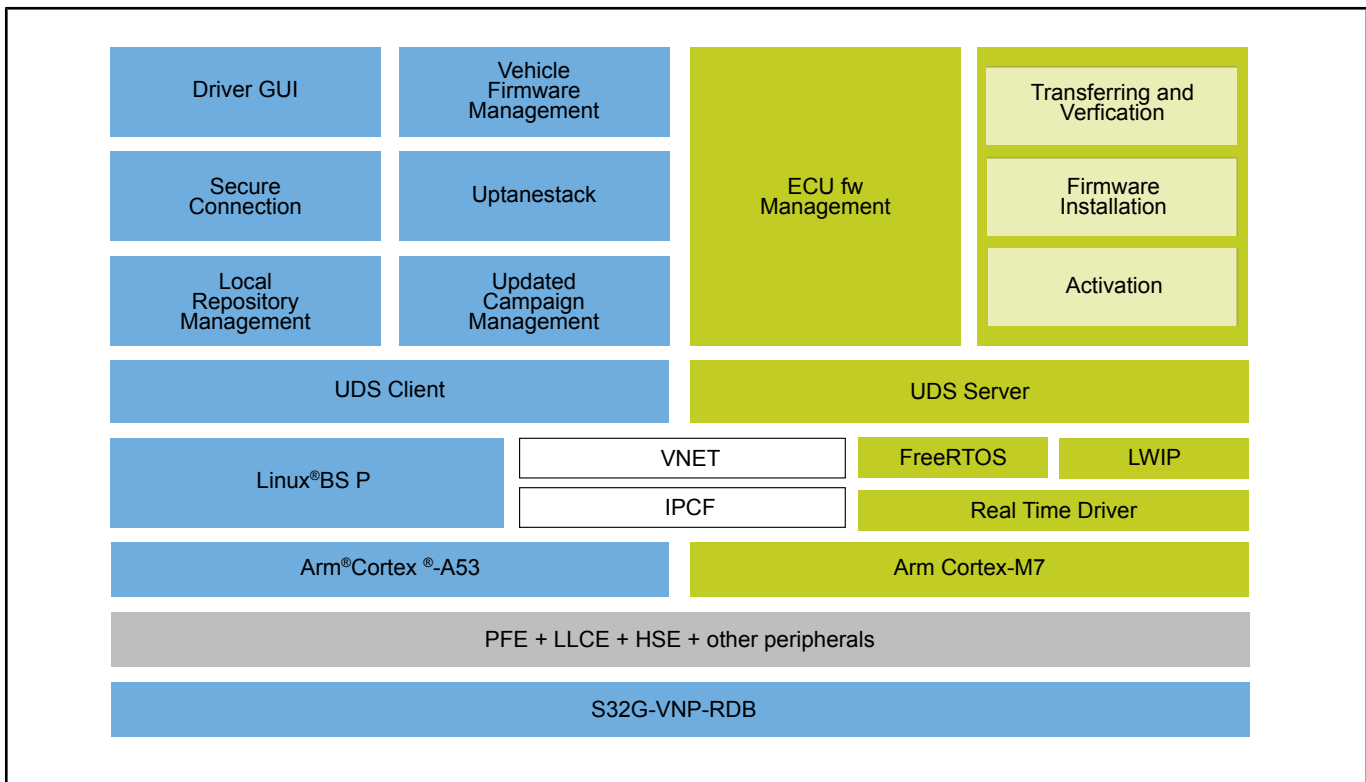 Driver GUI
Vehicle
Firmware
Management
Secure
Connection
Uptanestack
Local
Repository
Management
Updated
Campaign
Management
ECU fw
Management
Transferring and
Verfication
Firmware
Installation
Activation
UDS Client
UDS Server
Linux®BS P
VNET
IPCF
FreeRTOS
LWIP
Real Time Driver
Arm®Cortex ®-A53
Arm Cortex-M7
PFE + LLCE + HSE + other peripherals
S32G-VNP-RDB